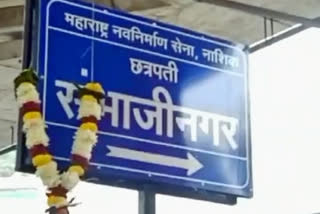 महाराष्ट्र नवनिर्माण सेना, नाशिक
छत्रपती
संभाजीनगर